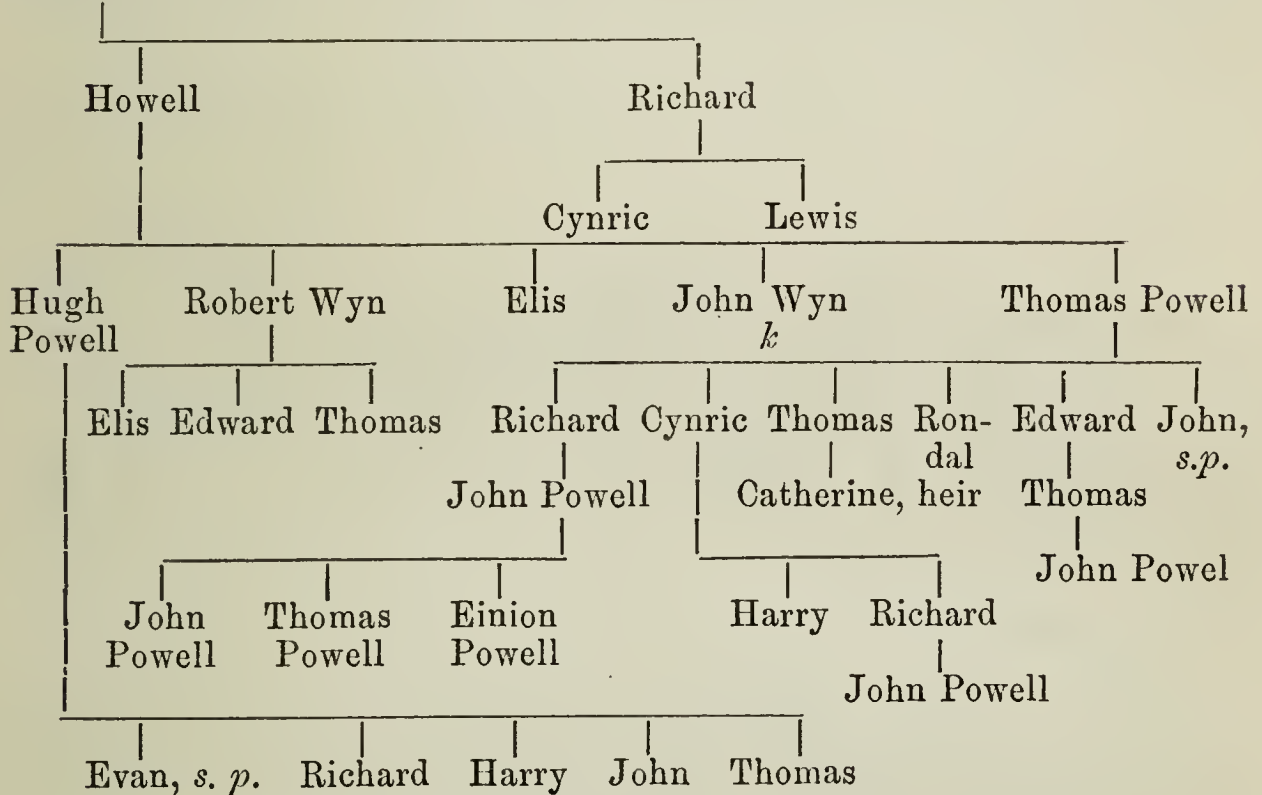 Howell Richard
Cynric Lewis
Hugh Robert Wyn Elis John Wyn Thomas Powell
Powell k
Elis Edward Thomas Richard Cynric Thomas Ron- Edward John,
dal s.p.
John Powell Catherine, heir Thomas
John Powel
John Thomas Einion Harry Richard
Powell Powell Powell
John Powell
Evan, s. p. Richard Harry John Thomas